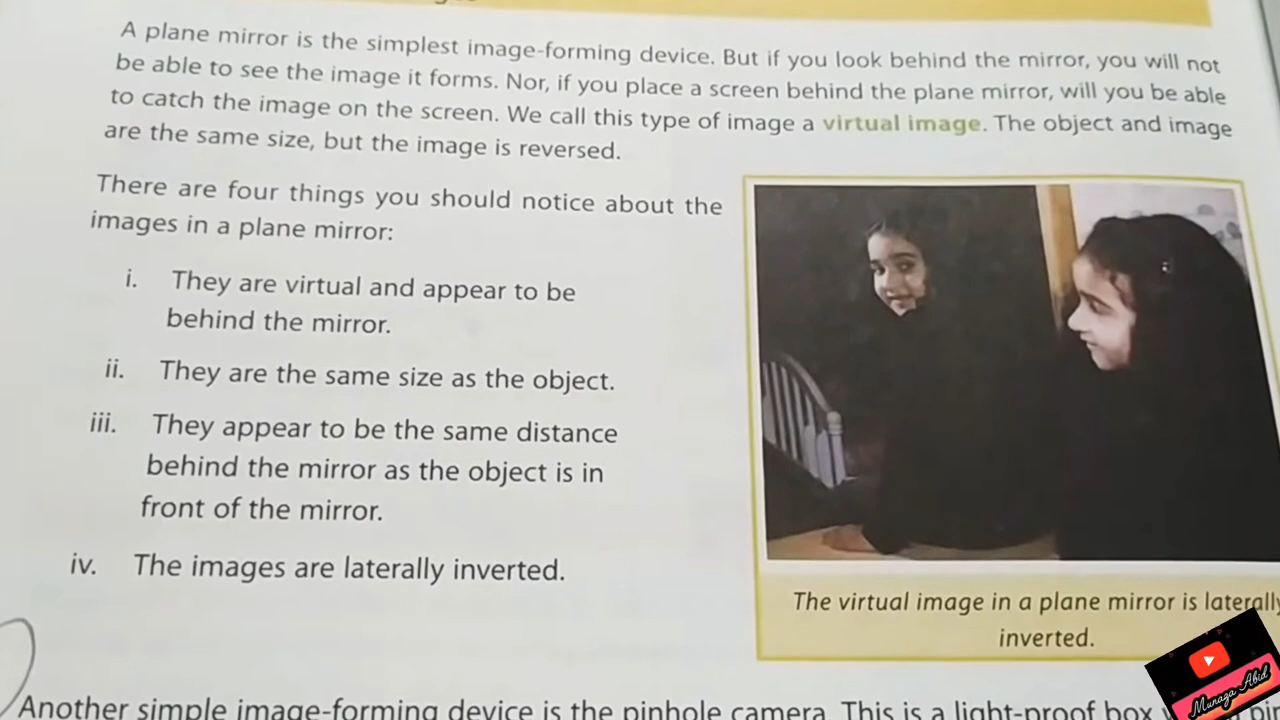 A plane mirror is the simplest image-forming device. But if you look behind the mirror, you will not
be able to see the image it forms. Nor, if you place a screen behind the plane mirror, will you be able
to catch the image on the screen. We call this type of image a virtual image. The object and image
are the same size, but the image is reversed.
There are four things you should notice about the
images in a plane mirror:
i. They are virtual and appear to be
behind the mirror.
ii. They are the same size as the object.
iii. They appear to be the same distance
behind the mirror as the object is in
front of the mirror.
iv. The images are laterally inverted.
The virtual image in a plane mirror is laterally
inverted.
Munaza Abid
Another simple image-forming device is the pinhole camera. This is a light-proof box